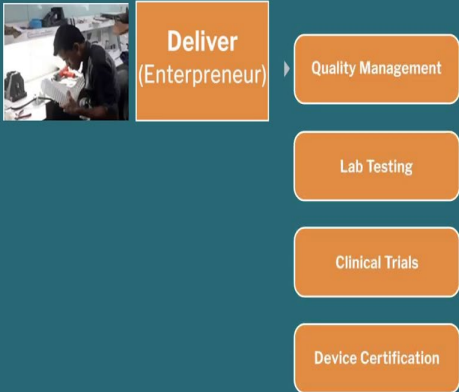 Deliver
(Enterpreneur)
Quality Management
Lab Testing
Clinical Trials
Device Certification